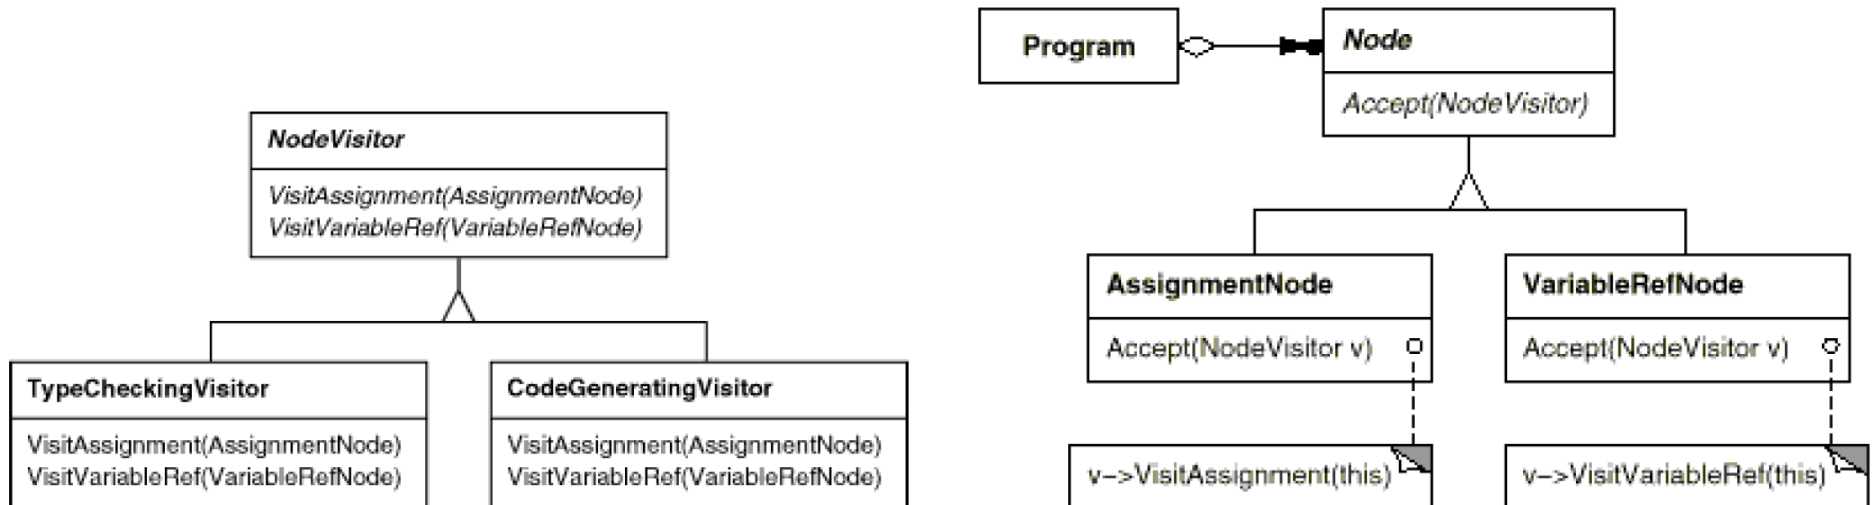 NodeVisitor
VisitAssignment(AssignmentNode)
VisitVariableRef(VariableRefNode)
TypeCheckingVisitor
VisitAssignment(AssignmentNode)
VisitVariableRef(VariableRefNode)
CodeGeneratingVisitor
VisitAssignment(AssignmentNode)
VisitVariableRef(VariableRefNode)
Program
Node
Accept(NodeVisitor)
AssignmentNode
Accept(NodeVisitor v)
v–>VisitAssignment(this)
VariableRefNode
Accept(NodeVisitor v)
v–>VisitVariableRef(this)